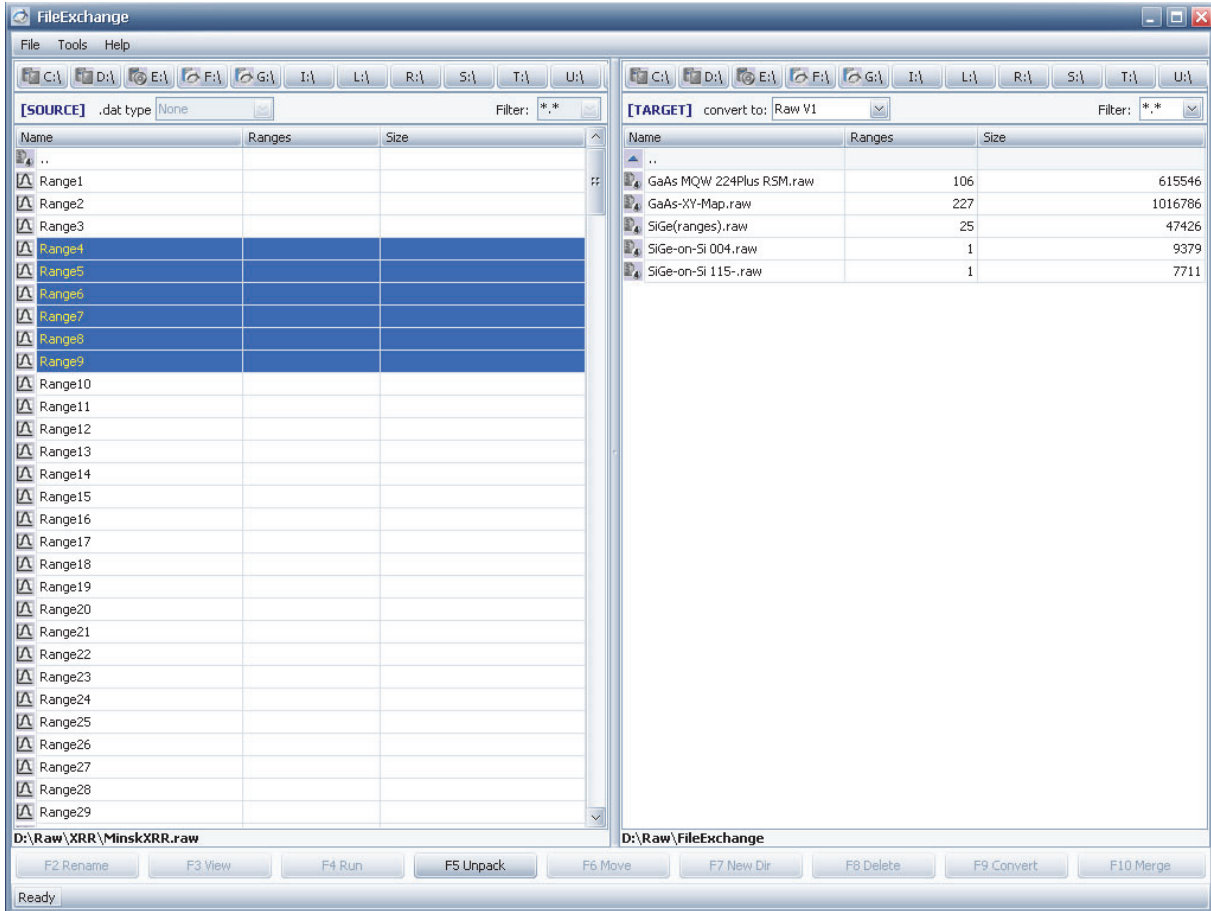 FileExchange
File Tools Help
C:\ D:\ E:\ F:\ G:\ I:\ L:\ R:\ S:\ T:\ U:\
[SOURCE] .dat type None Filter: *.*
Name Ranges Size
..
Range1
Range2
Range3
Range4
Range5
Range6
Range7
Range8
Range9
Range10
Range11
Range12
Range13
Range14
Range15
Range16
Range17
Range18
Range19
Range20
Range21
Range22
Range23
Range24
Range25
Range26
Range27
Range28
Range29
D:\Raw\XRR\MinskXRR.raw
C:\ D:\ E:\ F:\ G:\ I:\ L:\ R:\ S:\ T:\ U:\
[TARGET] convert to: Raw V1 Filter: *.*
Name Ranges Size
..
GaAs MQW 224Plus RSM.raw 106 615546
GaAs-XY-Map.raw 227 1016786
SiGe(ranges).raw 25 47426
SiGe-on-Si 004.raw 1 9379
SiGe-on-Si 115-.raw 1 7711
D:\Raw\FileExchange
F2 Rename F3 View F4 Run F5 Unpack F6 Move F7 New Dir F8 Delete F9 Convert F10 Merge
Ready